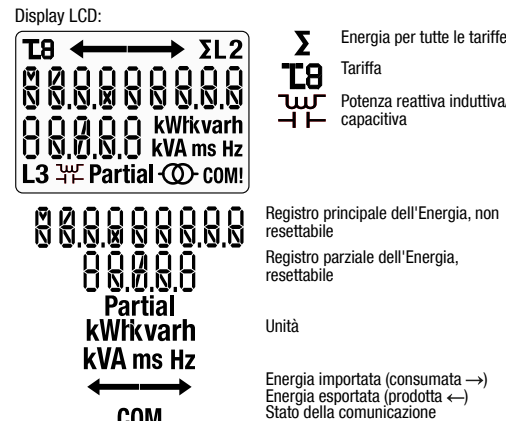 Display LCD:
T.8 ←→ ΣL2
kWhkvarh
kVA ms Hz
L3 Partial COM!
Σ Energia per tutte le tariffe
T.8 Tariffa
Potenza reattiva induttiva/
capacitiva
Registro principale dell'Energia, non
resettabile
Registro parziale dell'Energia,
resettabile
Partial
kWhkvarh
kVA ms Hz
Unità
Energia importata (consumata →)
Energia esportata (prodotta ←)
COM
Stato della comunicazione